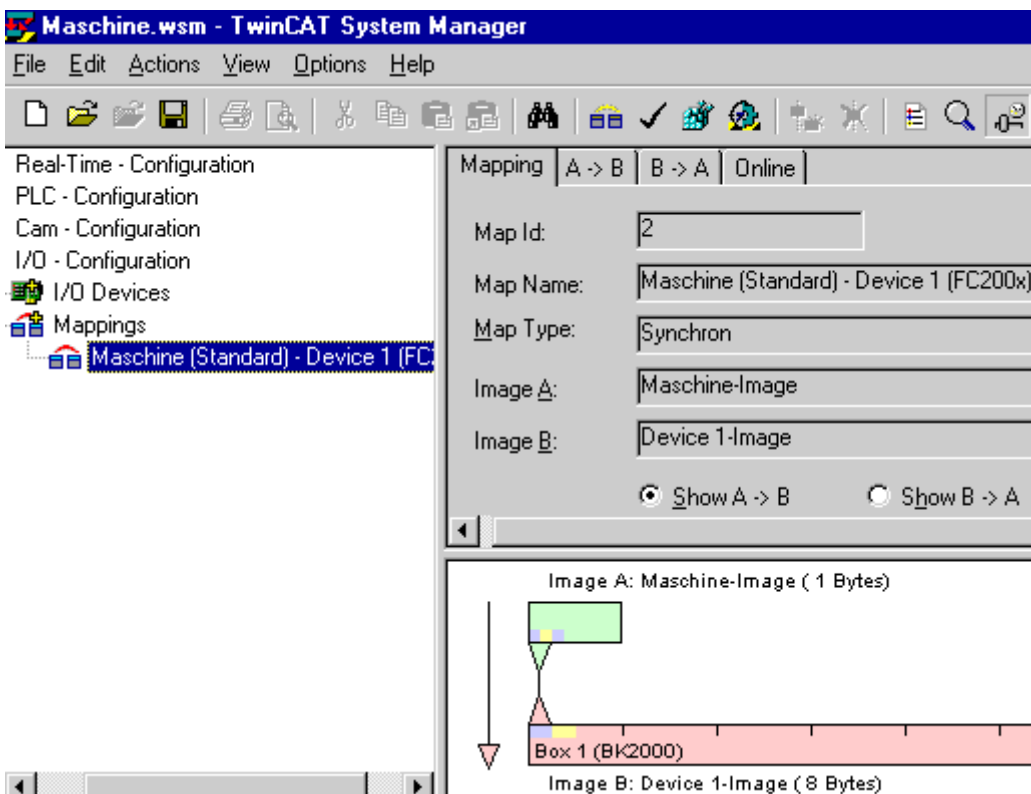 Maschine.wsm - TwinCAT System Manager
File Edit Actions View Options Help
Real-Time - Configuration
PLC - Configuration
Cam - Configuration
I/O - Configuration
I/O Devices
Mappings
Maschine (Standard) - Device 1 (FC
Mapping A -> B B -> A Online
Map Id: 2
Map Name: Maschine (Standard) - Device 1 (FC200x)
Map Type: Synchron
Image A: Maschine-Image
Image B: Device 1-Image
Show A -> B Show B -> A
Image A: Maschine-Image ( 1 Bytes)
Box 1 (BK2000)
Image B: Device 1-Image ( 8 Bytes)